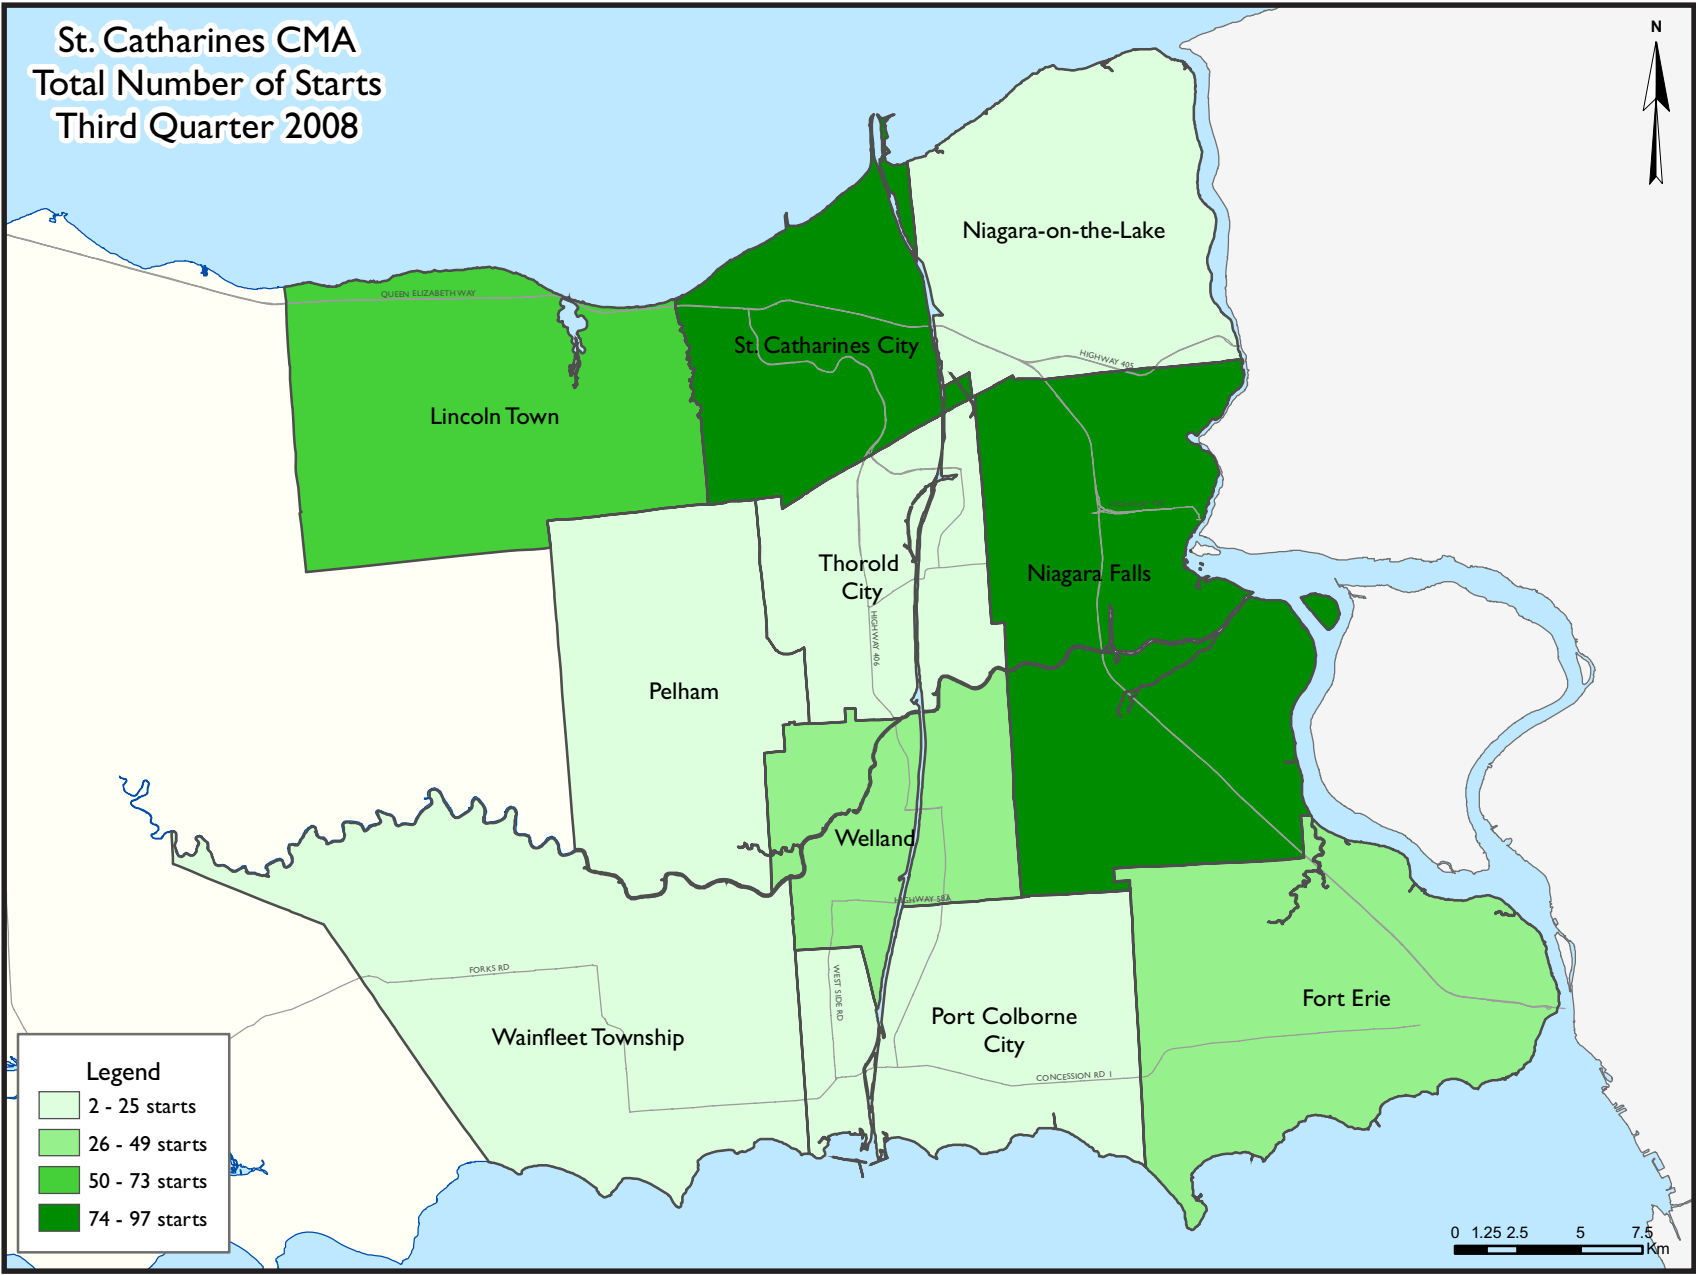 St. Catharines CMA
Total Number of Starts
Third Quarter 2008
N
Niagara-on-the-Lake
QUEEN ELIZABETH WAY
St. Catharines City
HIGHWAY 405
Lincoln Town
Thorold
City
Niagara Falls
HIGHWAY 406
Pelham
Welland
HIGHWAY 58A
FORKS RD
WEST SIDE RD
Fort Erie
Port Colborne
City
Wainfleet Township
CONCESSION RD 1
Legend
2 - 25 starts
26 - 49 starts
50 - 73 starts
74 - 97 starts
0 1.25 2.5 5 7.5
Km